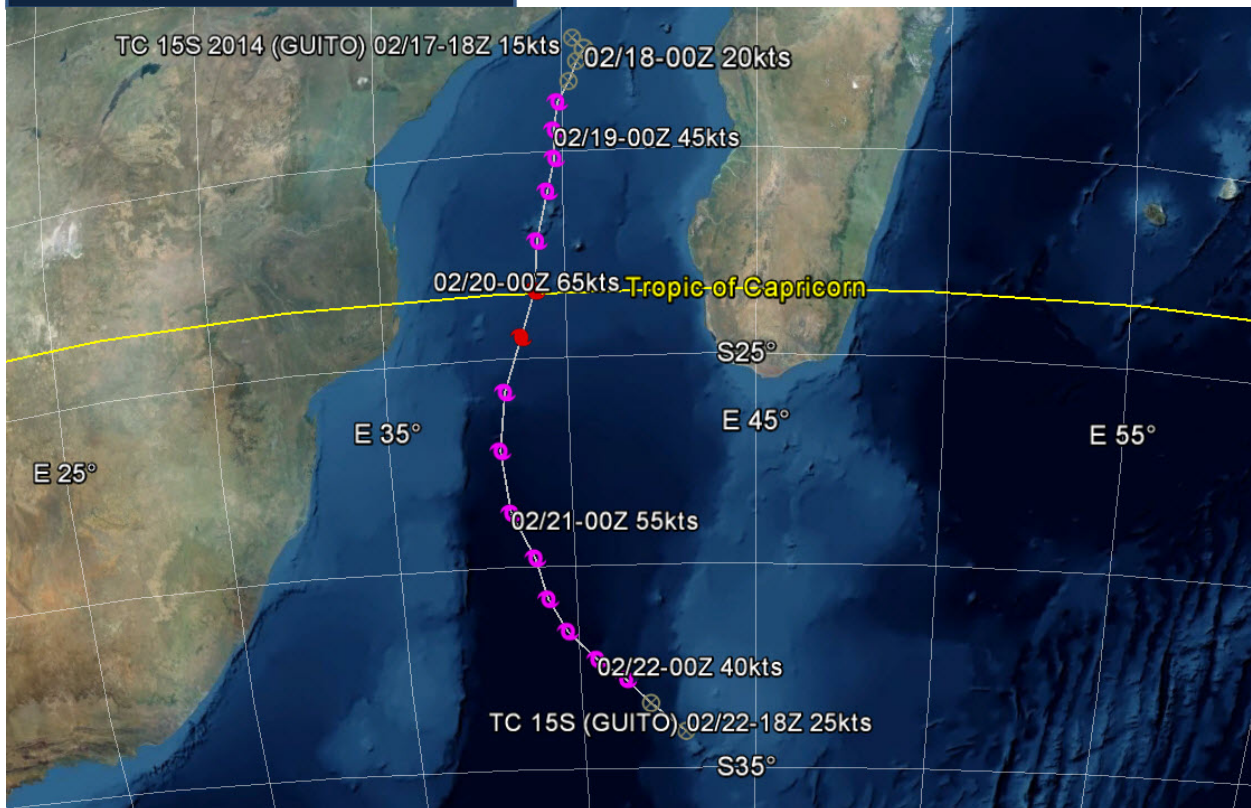 TC 15S 2014 (GUITO) 02/17-18Z 15kts
02/18-00Z 20kts
02/19-00Z 45kts
02/20-00Z 65kts
Tropic of Capricorn
S25°
E 35°
E 45°
E 55°
E 25°
02/21-00Z 55kts
02/22-00Z 40kts
TC 15S (GUITO) 02/22-18Z 25kts
S35°